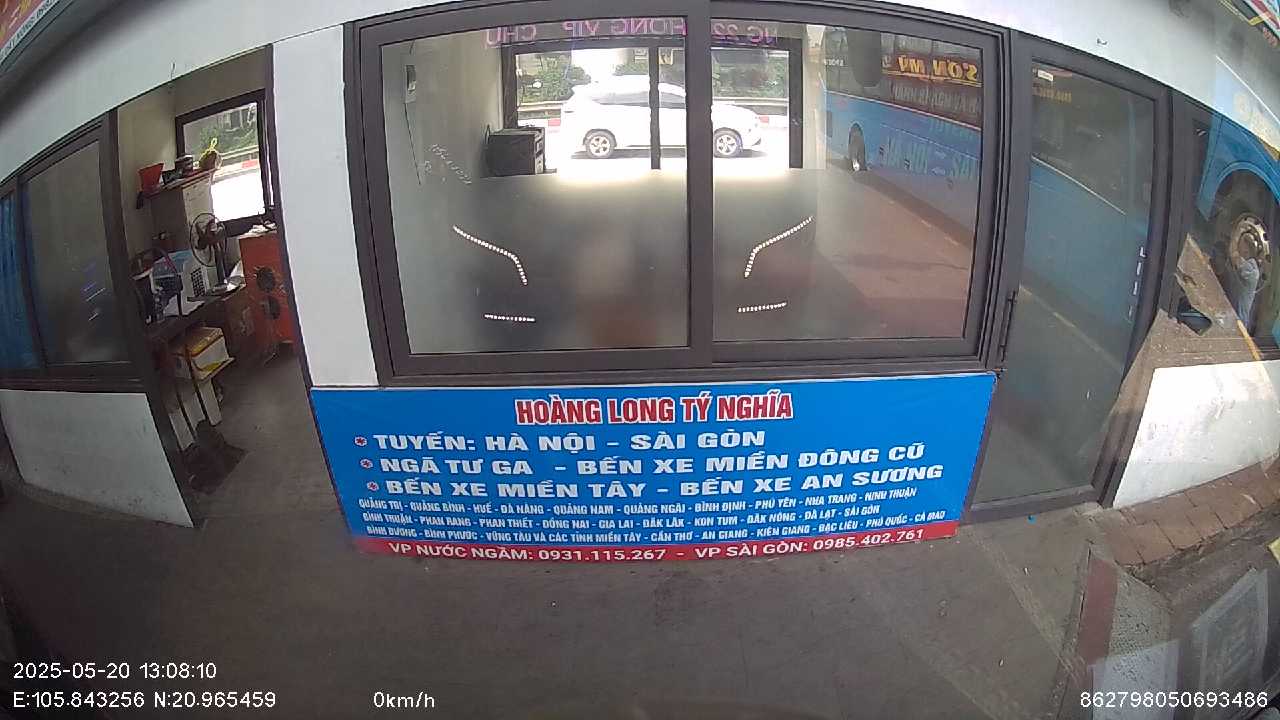 SƠN MỸ
HOÀNG LONG TÝ NGHĨA
* TUYẾN: HÀ NỘI - SÀI GÒN
* NGÃ TƯ GA - BẾN XE MIỀN ĐÔNG CŨ
* BẾN XE MIỀN TÂY - BẾN XE AN SƯƠNG
QUẢNG TRỊ - QUẢNG BÌNH - HUẾ - ĐÀ NẴNG - QUẢNG NAM - QUẢNG NGÃI - BÌNH ĐỊNH - PHÚ YÊN - NHA TRANG - NINH THUẬN
BÌNH THUẬN - PHAN RANG - PHAN THIẾT - ĐỒNG NAI - GIA LAI - ĐĂK LĂK - KON TUM - ĐĂK NÔNG - ĐÀ LẠT - SÀI GÒN
BÌNH DƯƠNG - BÌNH PHƯỚC - VŨNG TÀU VÀ CÁC TỈNH MIỀN TÂY - CẦN THƠ - AN GIANG - KIÊN GIANG - BẠC LIÊU - PHÚ QUỐC - CÀ MAU
VP NƯỚC NGẦM: 0931.115.267 - VP SÀI GÒN: 0985.402.761
2025-05-20 13:08:10
E:105.843256 N:20.965459 0km/h 862798050693486